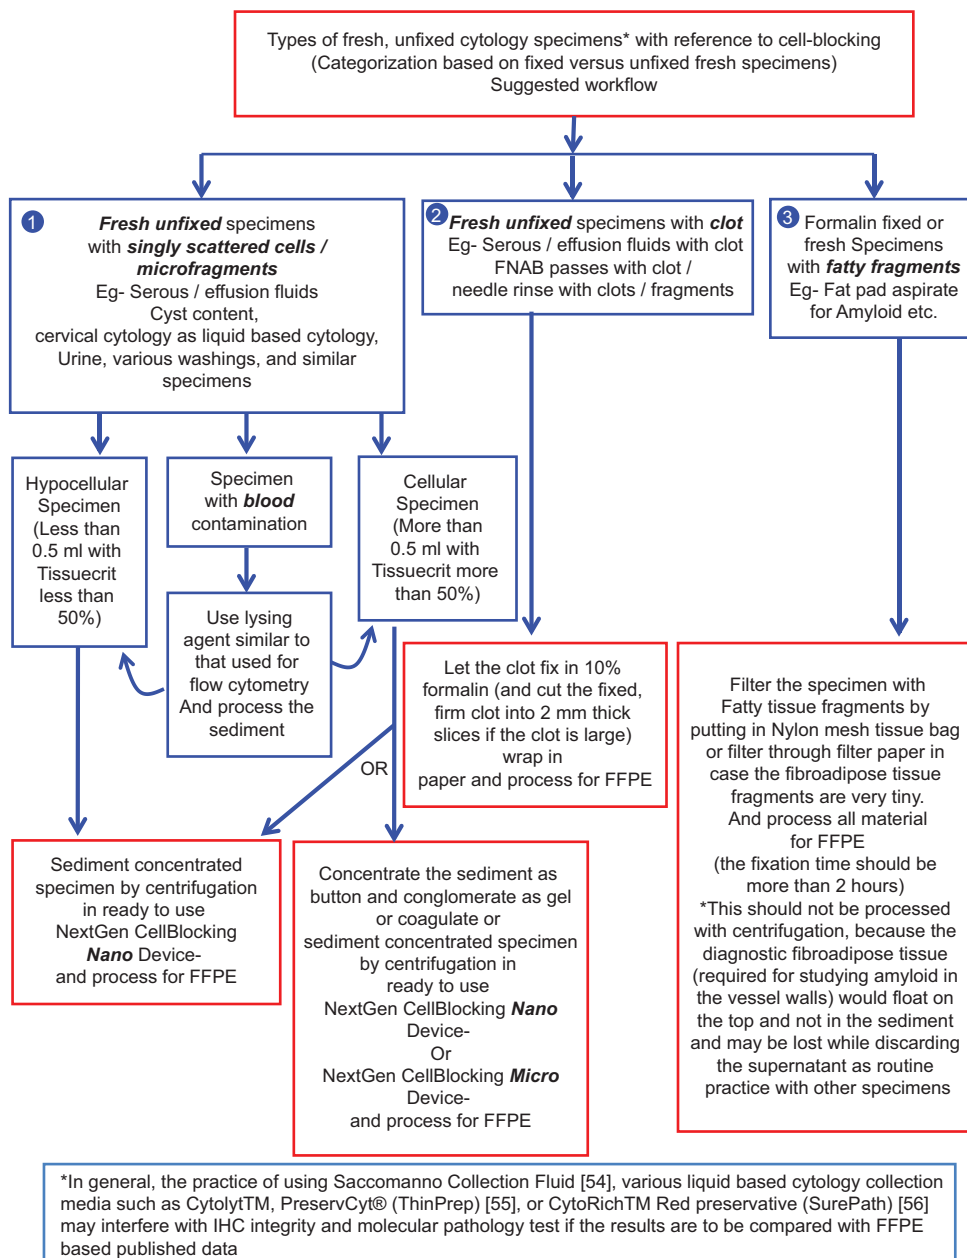 Types of fresh, unfixed cytology specimens* with reference to cell-blocking
(Categorization based on fixed versus unfixed fresh specimens)
Suggested workflow
1
Fresh unfixed specimens
with singly scattered cells /
microfragments
Eg- Serous / effusion fluids
Cyst content,
cervical cytology as liquid based cytology,
Urine, various washings, and similar
specimens
2
Fresh unfixed specimens with clot
Eg- Serous / effusion fluids with clot
FNAB passes with clot /
needle rinse with clots / fragments
3
Formalin fixed or
fresh Specimens
with fatty fragments
Eg- Fat pad aspirate
for Amyloid etc.
Hypocellular
Specimen
(Less than
0.5 ml with
Tissuecrit
less than
50%)
Specimen
with blood
contamination
Cellular
Specimen
(More than
0.5 ml with
Tissuecrit more
than 50%)
Use lysing
agent similar to
that used for
flow cytometry
And process the
sediment
OR
Let the clot fix in 10%
formalin (and cut the fixed,
firm clot into 2 mm thick
slices if the clot is large)
wrap in
paper and process for FFPE
Filter the specimen with
Fatty tissue fragments by
putting in Nylon mesh tissue bag
or filter through filter paper in
case the fibroadipose tissue
fragments are very tiny.
And process all material
for FFPE
(the fixation time should be
more than 2 hours)
*This should not be processed
with centrifugation, because the
diagnostic fibroadipose tissue
(required for studying amyloid in
the vessel walls) would float on
the top and not in the sediment
and may be lost while discarding
the supernatant as routine
practice with other specimens
Sediment concentrated
specimen by centrifugation
in ready to use
NextGen CellBlocking
Nano Device-
and process for FFPE
Concentrate the sediment as
button and conglomerate as gel
or coagulate or
sediment concentrated specimen
by centrifugation in
ready to use
NextGen CellBlocking Nano
Device-
Or
NextGen CellBlocking Micro
Device-
and process for FFPE
*In general, the practice of using Saccomanno Collection Fluid [54], various liquid based cytology collection
media such as CytolytTM, PreservCyt® (ThinPrep) [55], or CytoRichTM Red preservative (SurePath) [56]
may interfere with IHC integrity and molecular pathology test if the results are to be compared with FFPE
based published data